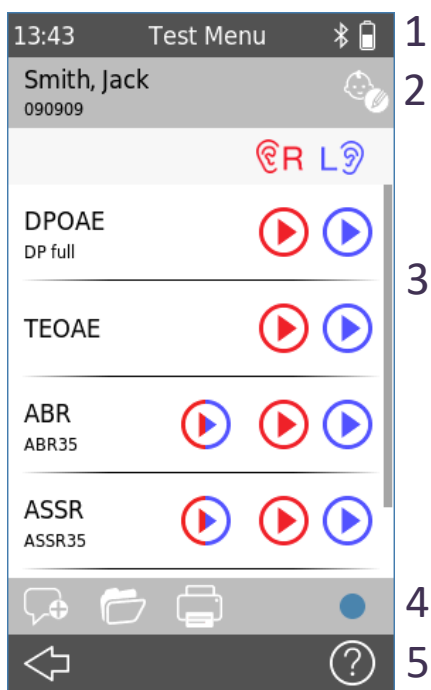 13:43 Test Menu 1
Smith, Jack
090909
2
R L
DPOAE
DP full
3
TEOAE
ABR
ABR35
ASSR
ASSR35
4
? 5